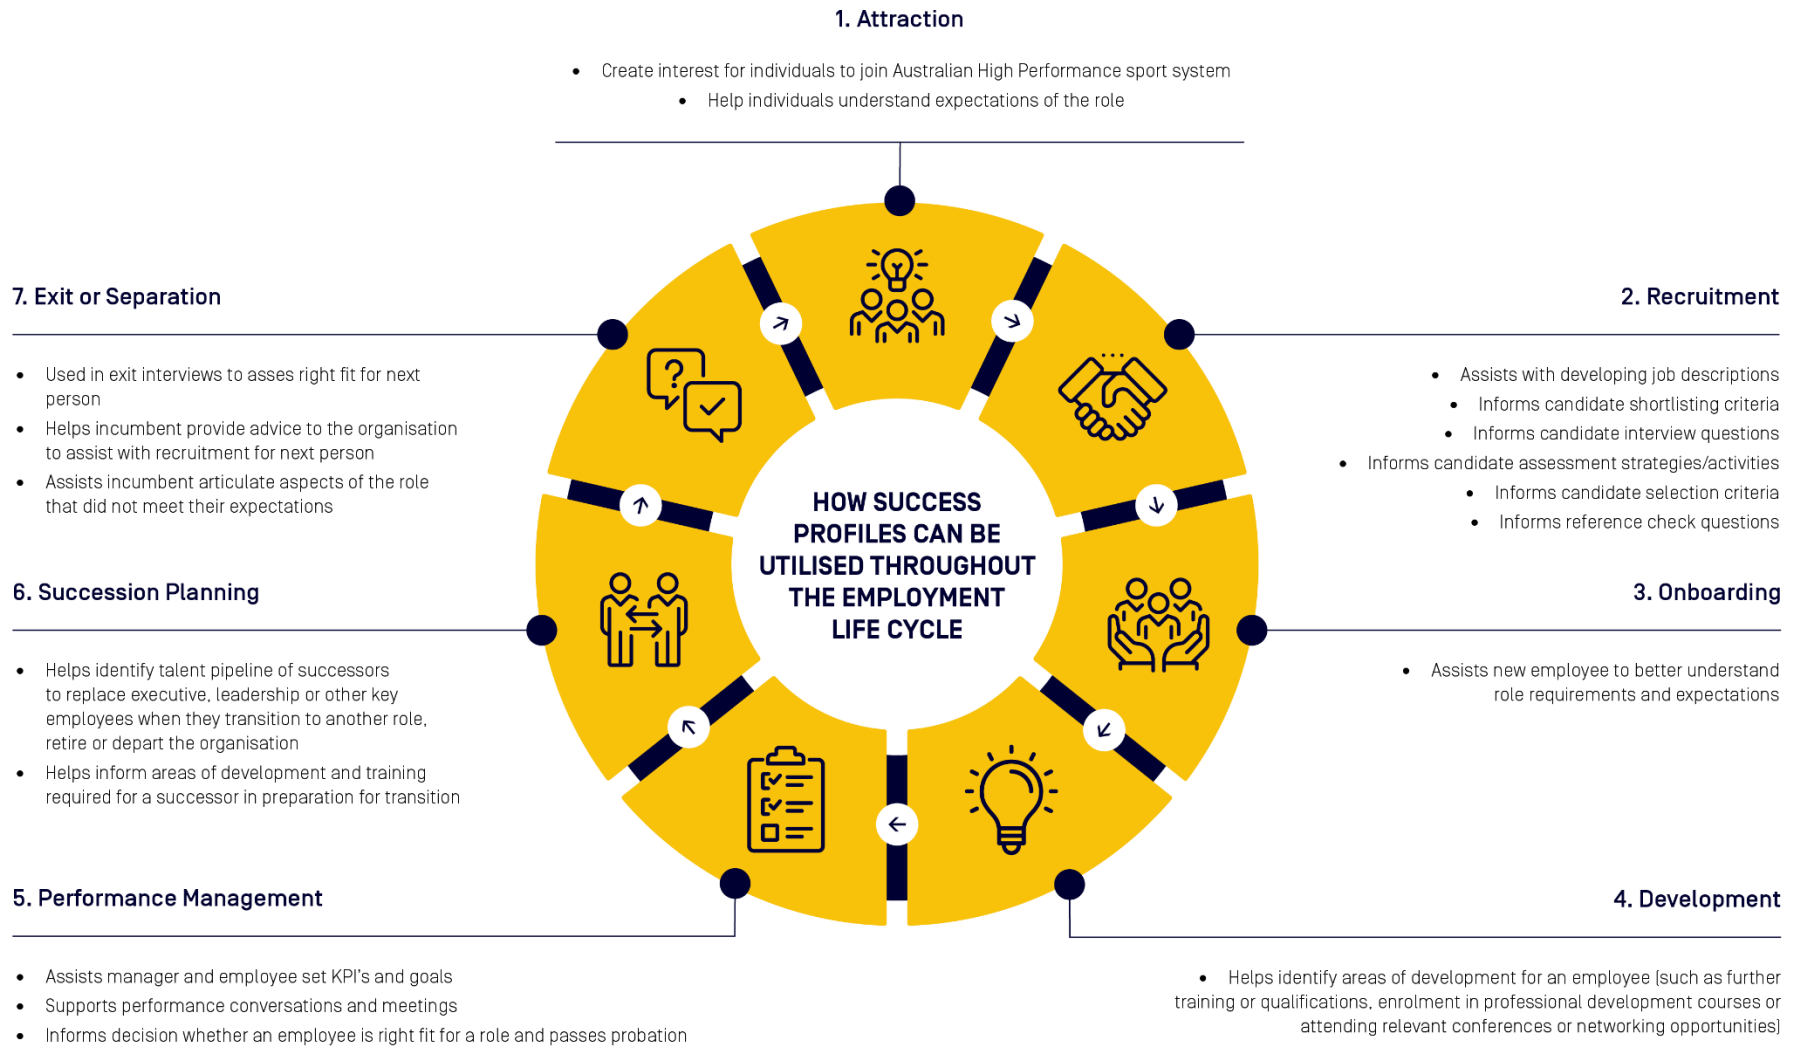 1. Attraction
• Create interest for individuals to join Australian High Performance sport system
• Help individuals understand expectations of the role
HOW SUCCESS
PROFILES CAN BE
UTILISED THROUGHOUT
THE EMPLOYMENT
LIFE CYCLE
2. Recruitment
• Assists with developing job descriptions
• Informs candidate shortlisting criteria
• Informs candidate interview questions
• Informs candidate assessment strategies/activities
• Informs candidate selection criteria
• Informs reference check questions
3. Onboarding
• Assists new employee to better understand
role requirements and expectations
4. Development
• Helps identify areas of development for an employee (such as further
training or qualifications, enrolment in professional development courses or
attending relevant conferences or networking opportunities)
5. Performance Management
• Assists manager and employee set KPI's and goals
• Supports performance conversations and meetings
• Informs decision whether an employee is right fit for a role and passes probation
6. Succession Planning
• Helps identify talent pipeline of successors
to replace executive, leadership or other key
employees when they transition to another role,
retire or depart the organisation
• Helps inform areas of development and training
required for a successor in preparation for transition
7. Exit or Separation
• Used in exit interviews to asses right fit for next
person
• Helps incumbent provide advice to the organisation
to assist with recruitment for next person
• Assists incumbent articulate aspects of the role
that did not meet their expectations